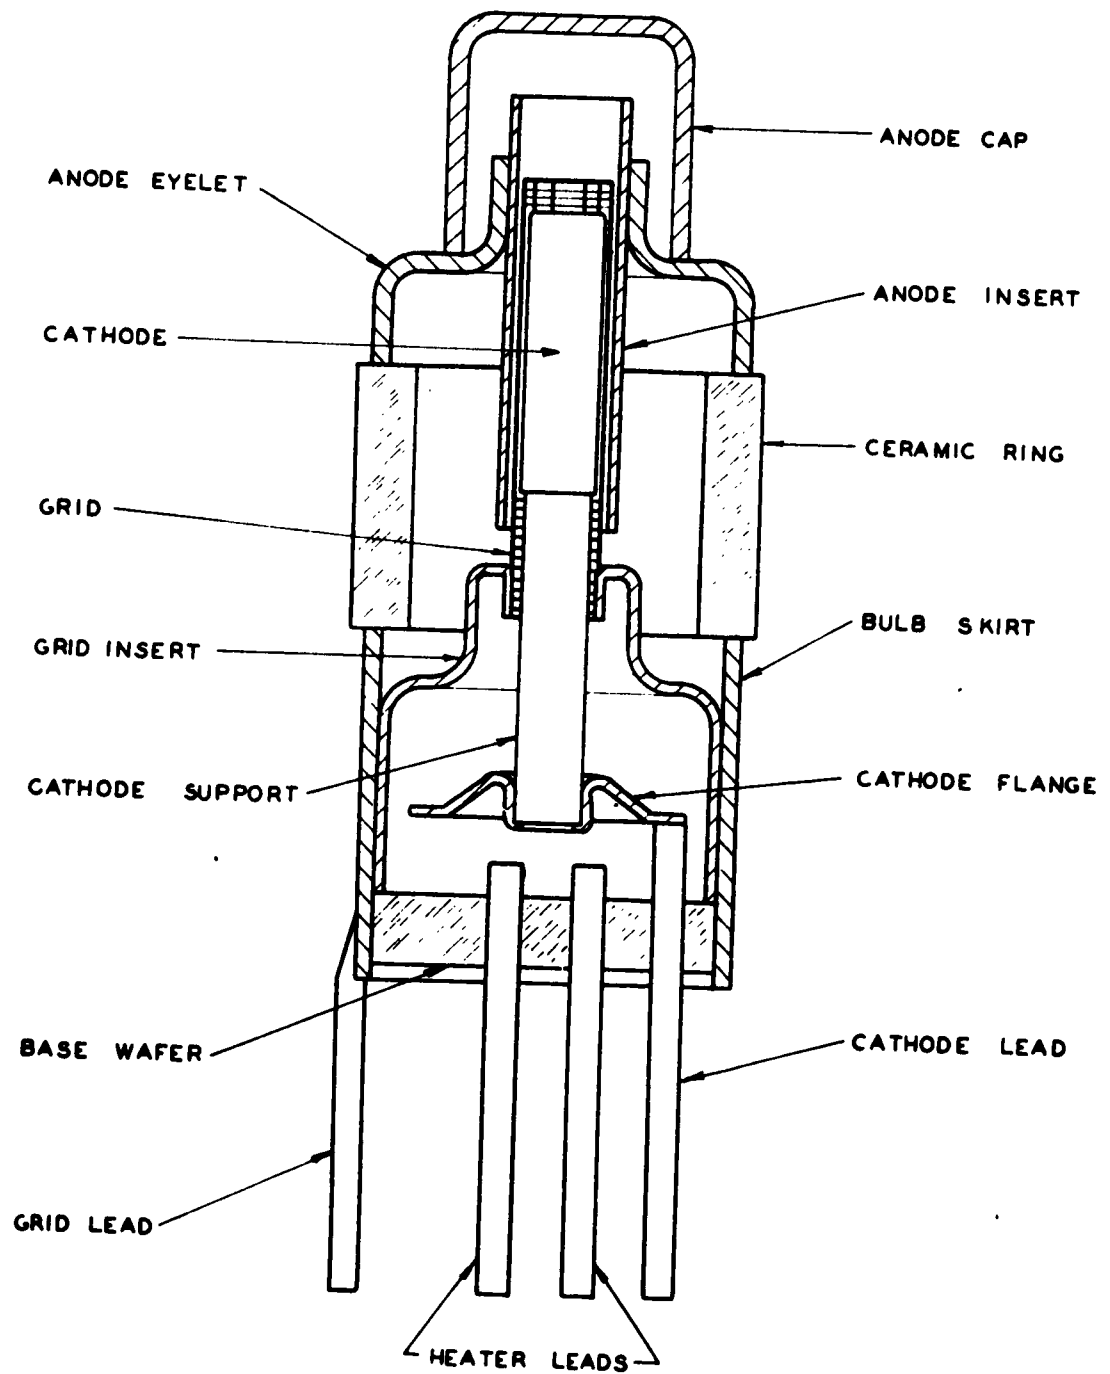 ANODE CAP
ANODE EYELET
ANODE INSERT
CATHODE
CERAMIC RING
GRID
BULB SKIRT
GRID INSERT
CATHODE FLANGE
CATHODE SUPPORT
BASE WAFER
CATHODE LEAD
GRID LEAD
HEATER LEADS